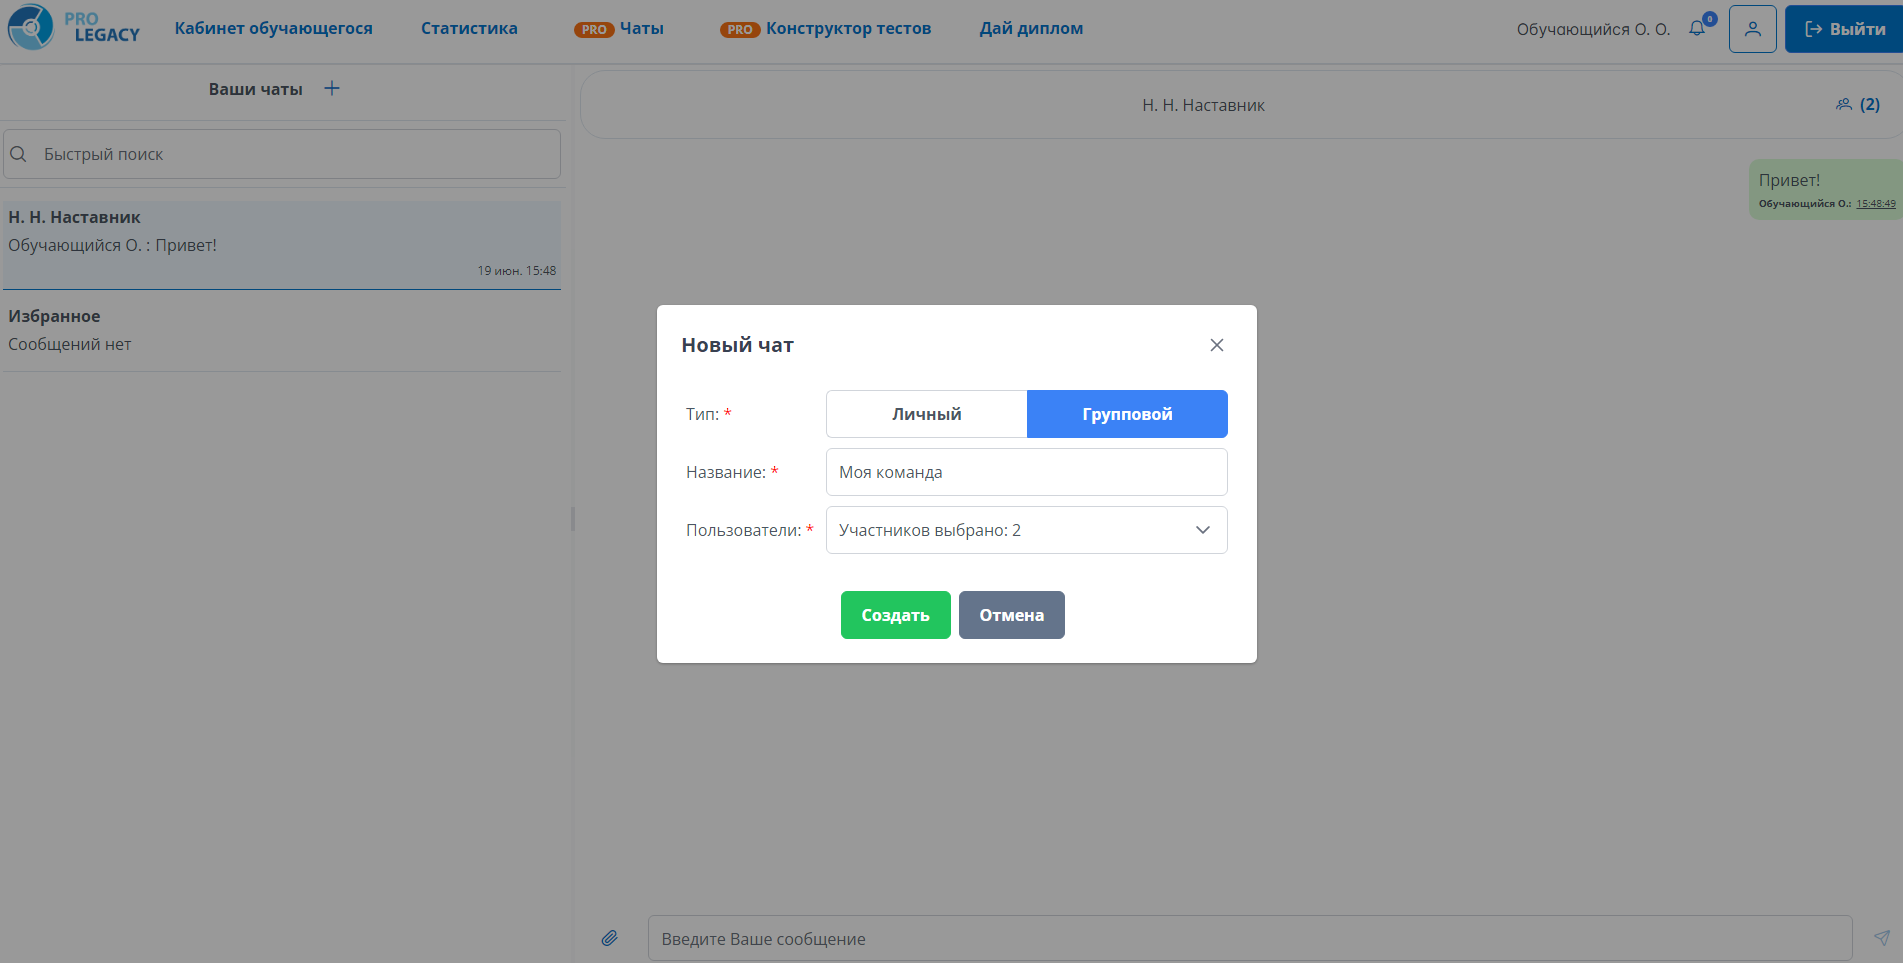 PRO
LEGACY
Кабинет обучающегося
Статистика
PRO Чаты
PRO Конструктор тестов
Дай диплом
Обучающийся О. О.
0
Выйти
Ваши чаты
Быстрый поиск
Н. Н. Наставник
Обучающийся О. : Привет!
19 июн. 15:48
Избранное
Сообщений нет
Н. Н. Наставник
(2)
Привет!
Обучающийся О.: 15:48:49
Новый чат
Тип: *
Личный
Групповой
Название: *
Моя команда
Пользователи: *
Участников выбрано: 2
Создать
Отмена
Введите Ваше сообщение